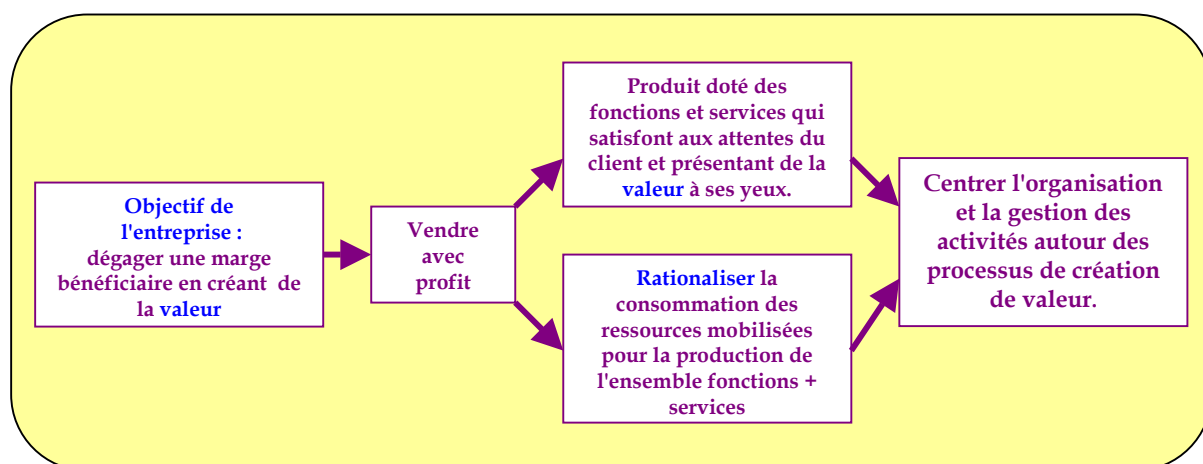 Objectif de
l'entreprise :
dégager une marge
bénéficiaire en créant de
la valeur
Vendre
avec
profit
Produit doté des
fonctions et services qui
satisfont aux attentes du
client et présentant de la
valeur à ses yeux.
Rationaliser la
consommation des
ressources mobilisées
pour la production de
l'ensemble fonctions +
services
Centrer l'organisation
et la gestion des
activités autour des
processus de création
de valeur.